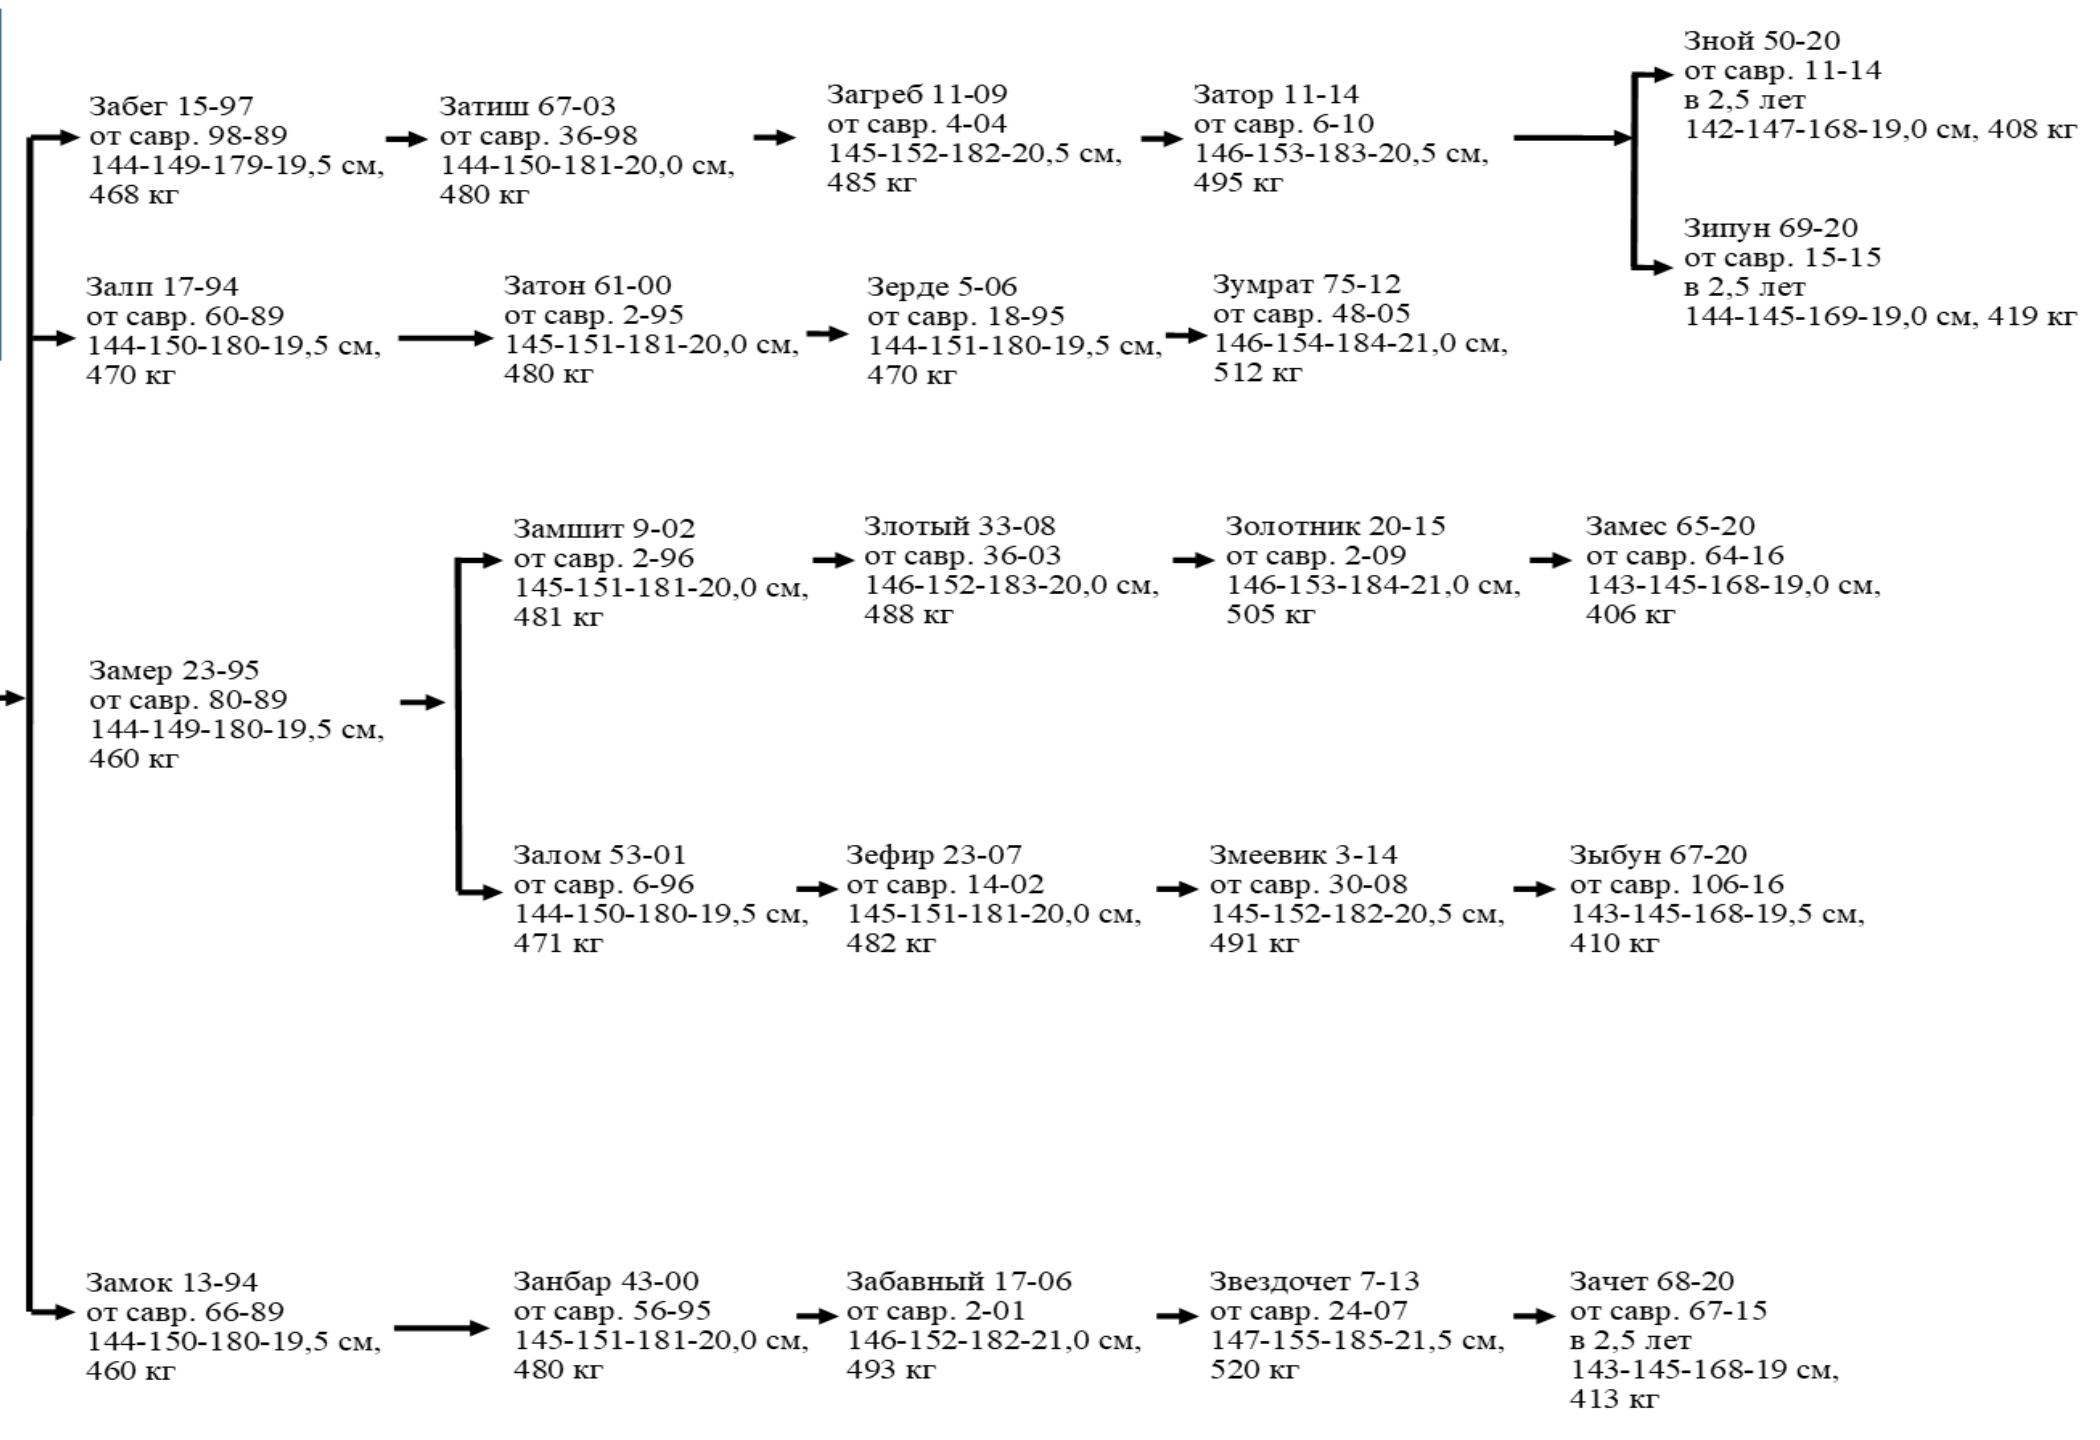 Забег 15-97
от савр. 98-89
144-149-179-19,5 см,
468 кг
Затиш 67-03
от савр. 36-98
144-150-181-20,0 см,
480 кг
Загреб 11-09
от савр. 4-04
145-152-182-20,5 см,
485 кг
Затор 11-14
от савр. 6-10
146-153-183-20,5 см,
495 кг
Зной 50-20
от савр. 11-14
в 2,5 лет
142-147-168-19,0 см, 408 кг
Зипун 69-20
от савр. 15-15
в 2,5 лет
144-145-169-19,0 см, 419 кг
Залп 17-94
от савр. 60-89
144-150-180-19,5 см,
470 кг
Затон 61-00
от савр. 2-95
145-151-181-20,0 см,
480 кг
Зерде 5-06
от савр. 18-95
144-151-180-19,5 см,
470 кг
Зумрат 75-12
от савр. 48-05
146-154-184-21,0 см,
512 кг
Замер 23-95
от савр. 80-89
144-149-180-19,5 см,
460 кг
Замшит 9-02
от савр. 2-96
145-151-181-20,0 см,
481 кг
Злотый 33-08
от савр. 36-03
146-152-183-20,0 см,
488 кг
Золотник 20-15
от савр. 2-09
146-153-184-21,0 см,
505 кг
Замес 65-20
от савр. 64-16
143-145-168-19,0 см,
406 кг
Залом 53-01
от савр. 6-96
144-150-180-19,5 см,
471 кг
Зефир 23-07
от савр. 14-02
145-151-181-20,0 см,
482 кг
Змеевик 3-14
от савр. 30-08
145-152-182-20,5 см,
491 кг
Зыбун 67-20
от савр. 106-16
143-145-168-19,5 см,
410 кг
Замок 13-94
от савр. 66-89
144-150-180-19,5 см,
460 кг
Занбар 43-00
от савр. 56-95
145-151-181-20,0 см,
480 кг
Забавный 17-06
от савр. 2-01
146-152-182-21,0 см,
493 кг
Звездочет 7-13
от савр. 24-07
147-155-185-21,5 см,
520 кг
Зачет 68-20
от савр. 67-15
в 2,5 лет
143-145-168-19 см,
413 кг